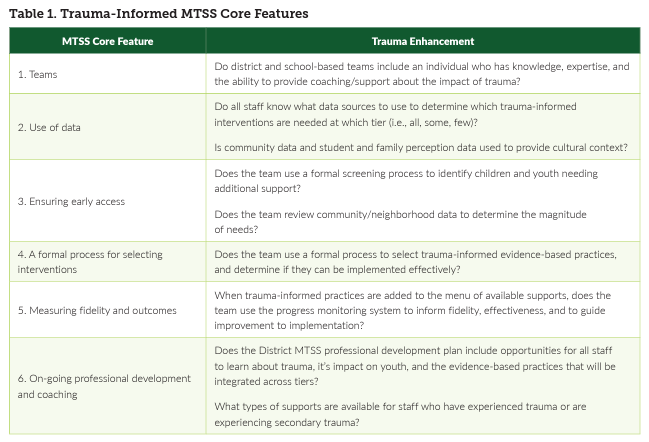 Table 1. Trauma-Informed MTSS Core Features
MTSS Core Feature
Trauma Enhancement
1. Teams
Do district and school-based teams include an individual who has knowledge, expertise, and
the ability to provide coaching/support about the impact of trauma?
2. Use of data
Do all staff know what data sources to use to determine which trauma-informed
interventions are needed at which tier (i.e., all, some, few)?
Is community data and student and family perception data used to provide cultural context?
3. Ensuring early access
Does the team use a formal screening process to identify children and youth needing
additional support?
Does the team review community/neighborhood data to determine the magnitude
of needs?
4. A formal process for selecting
interventions
Does the team use a formal process to select trauma-informed evidence-based practices,
and determine if they can be implemented effectively?
5. Measuring fidelity and outcomes
When trauma-informed practices are added to the menu of available supports, does the
team use the progress monitoring system to inform fidelity, effectiveness, and to guide
improvement to implementation?
6. On-going professional development
and coaching
Does the District MTSS professional development plan include opportunities for all staff
to learn about trauma, it's impact on youth, and the evidence-based practices that will be
integrated across tiers?
What types of supports are available for staff who have experienced trauma or are
experiencing secondary trauma?